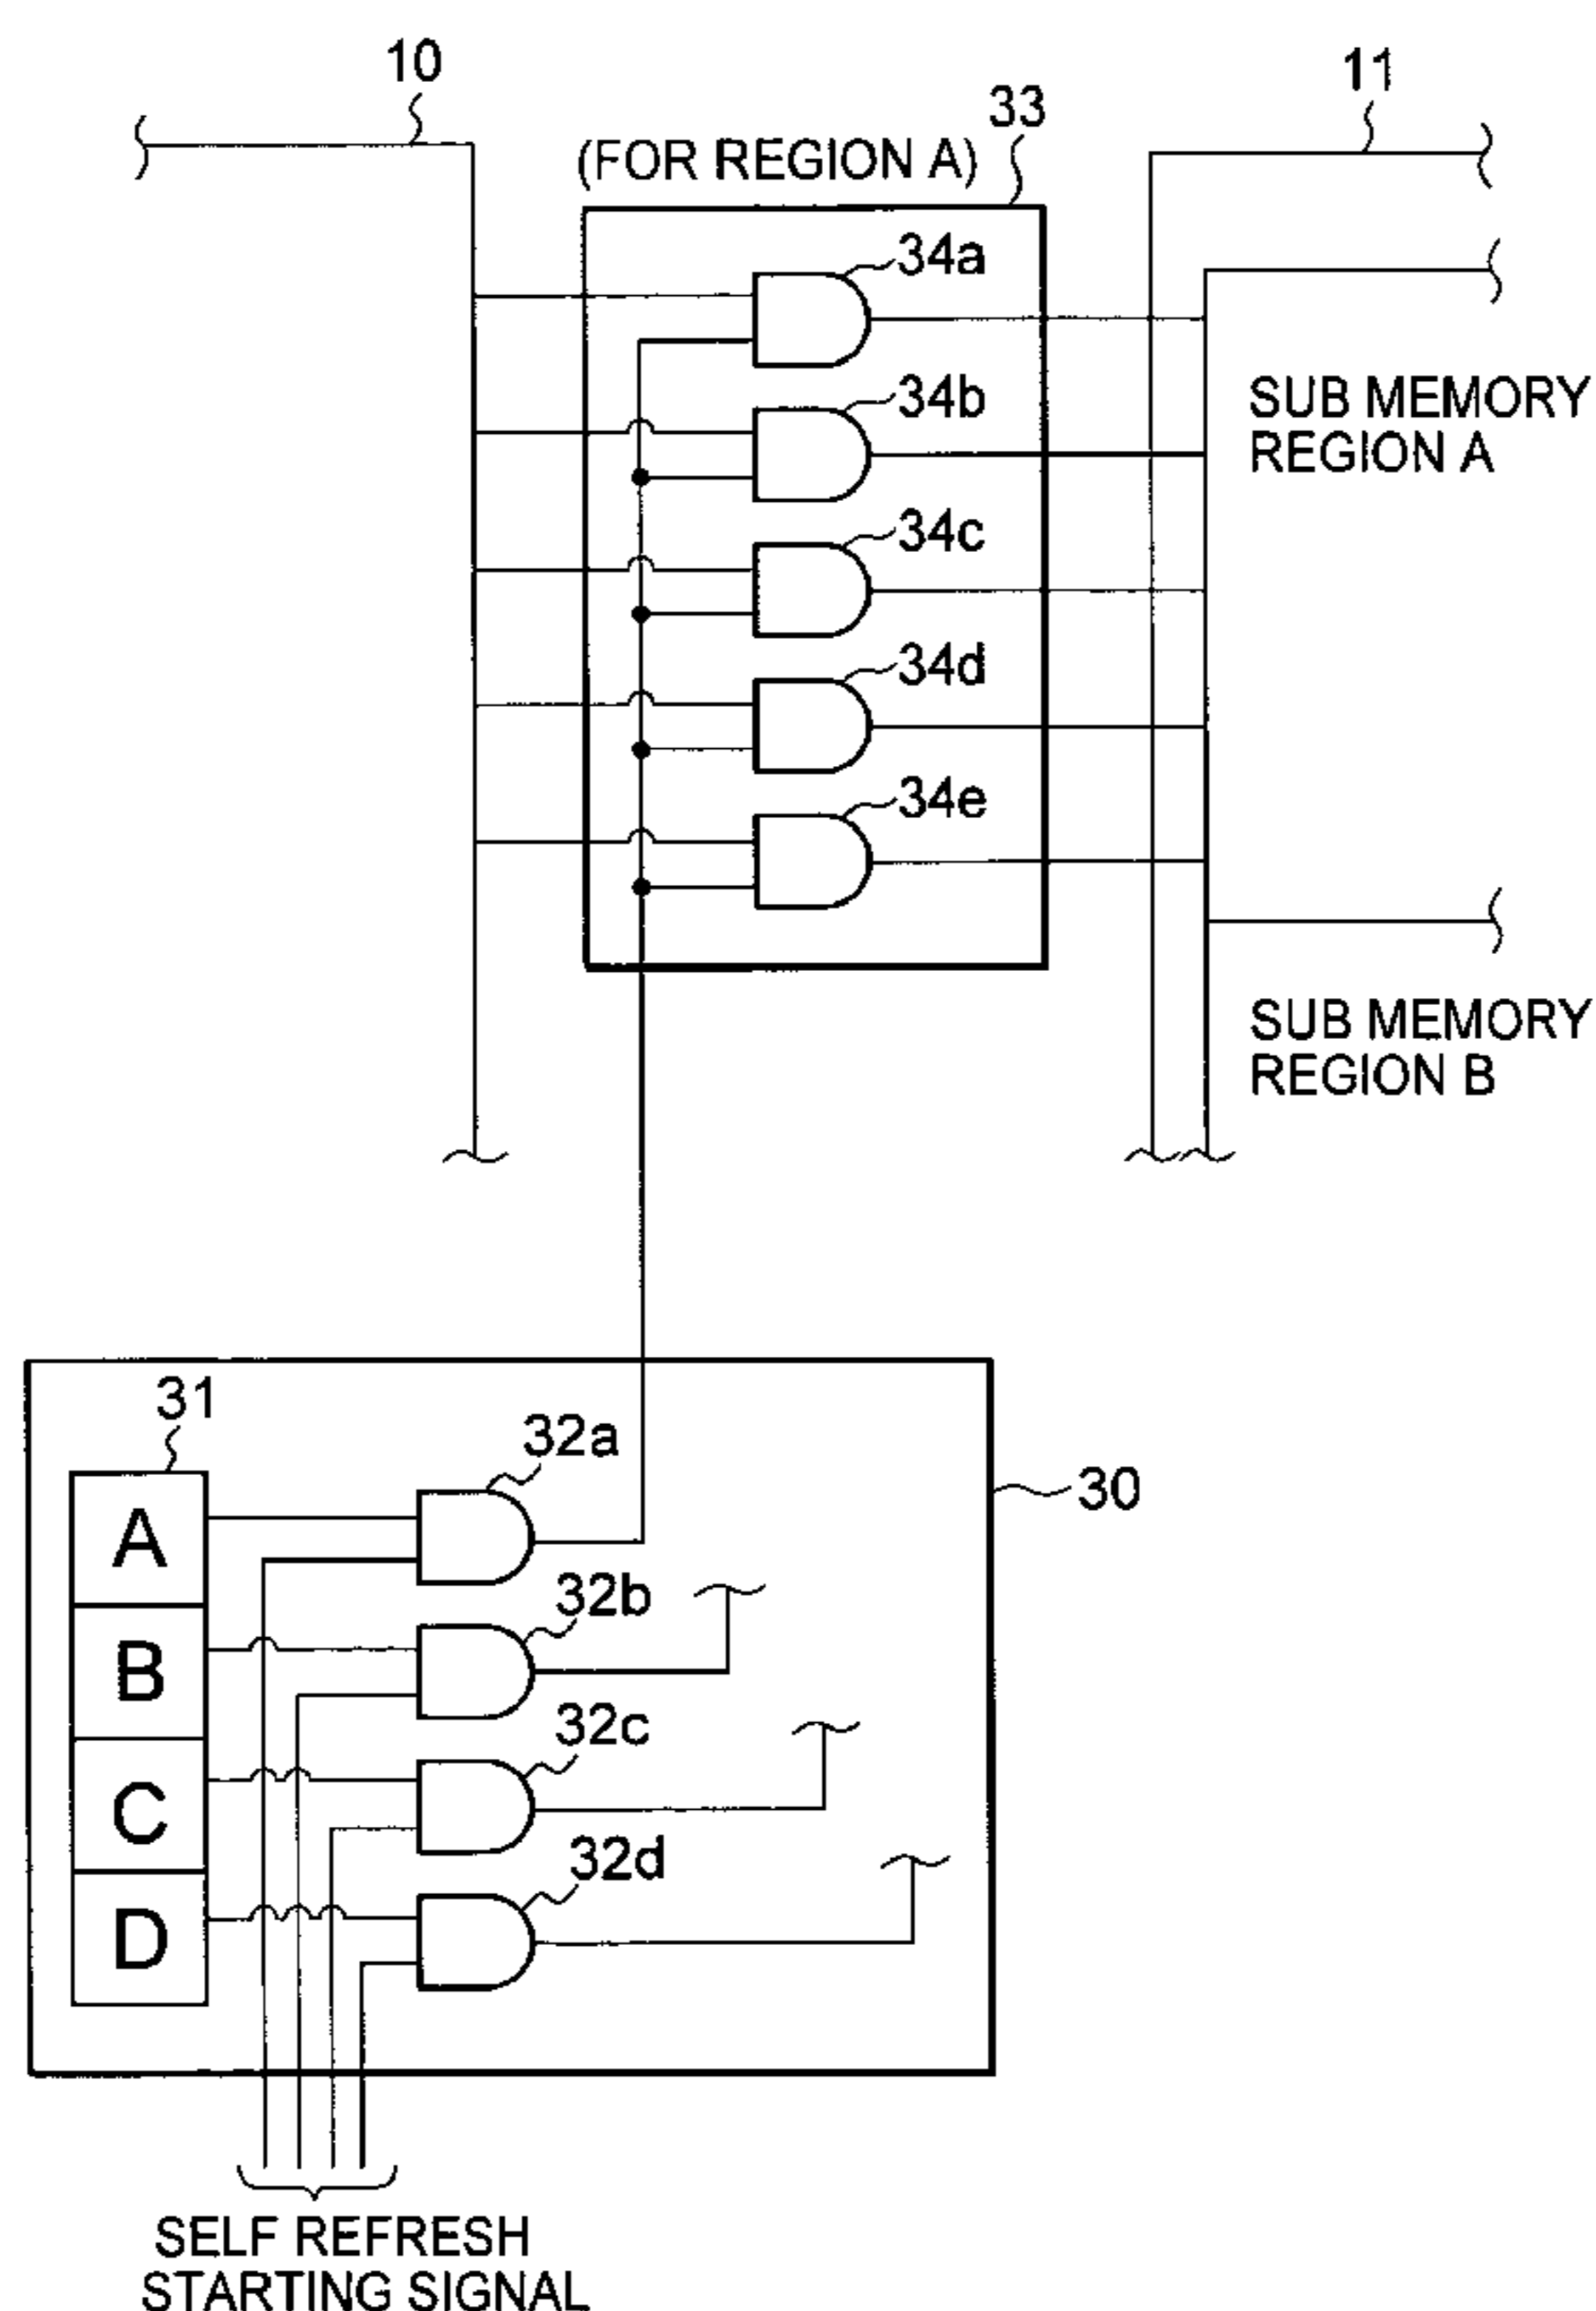 10
11
33
(FOR REGION A)
34a
34b
SUB MEMORY
REGION A
34c
34d
34e
SUB MEMORY
REGION B
31
32a
30
A
32b
B
32c
C
32d
D
SELF REFRESH
STARTING SIGNAL